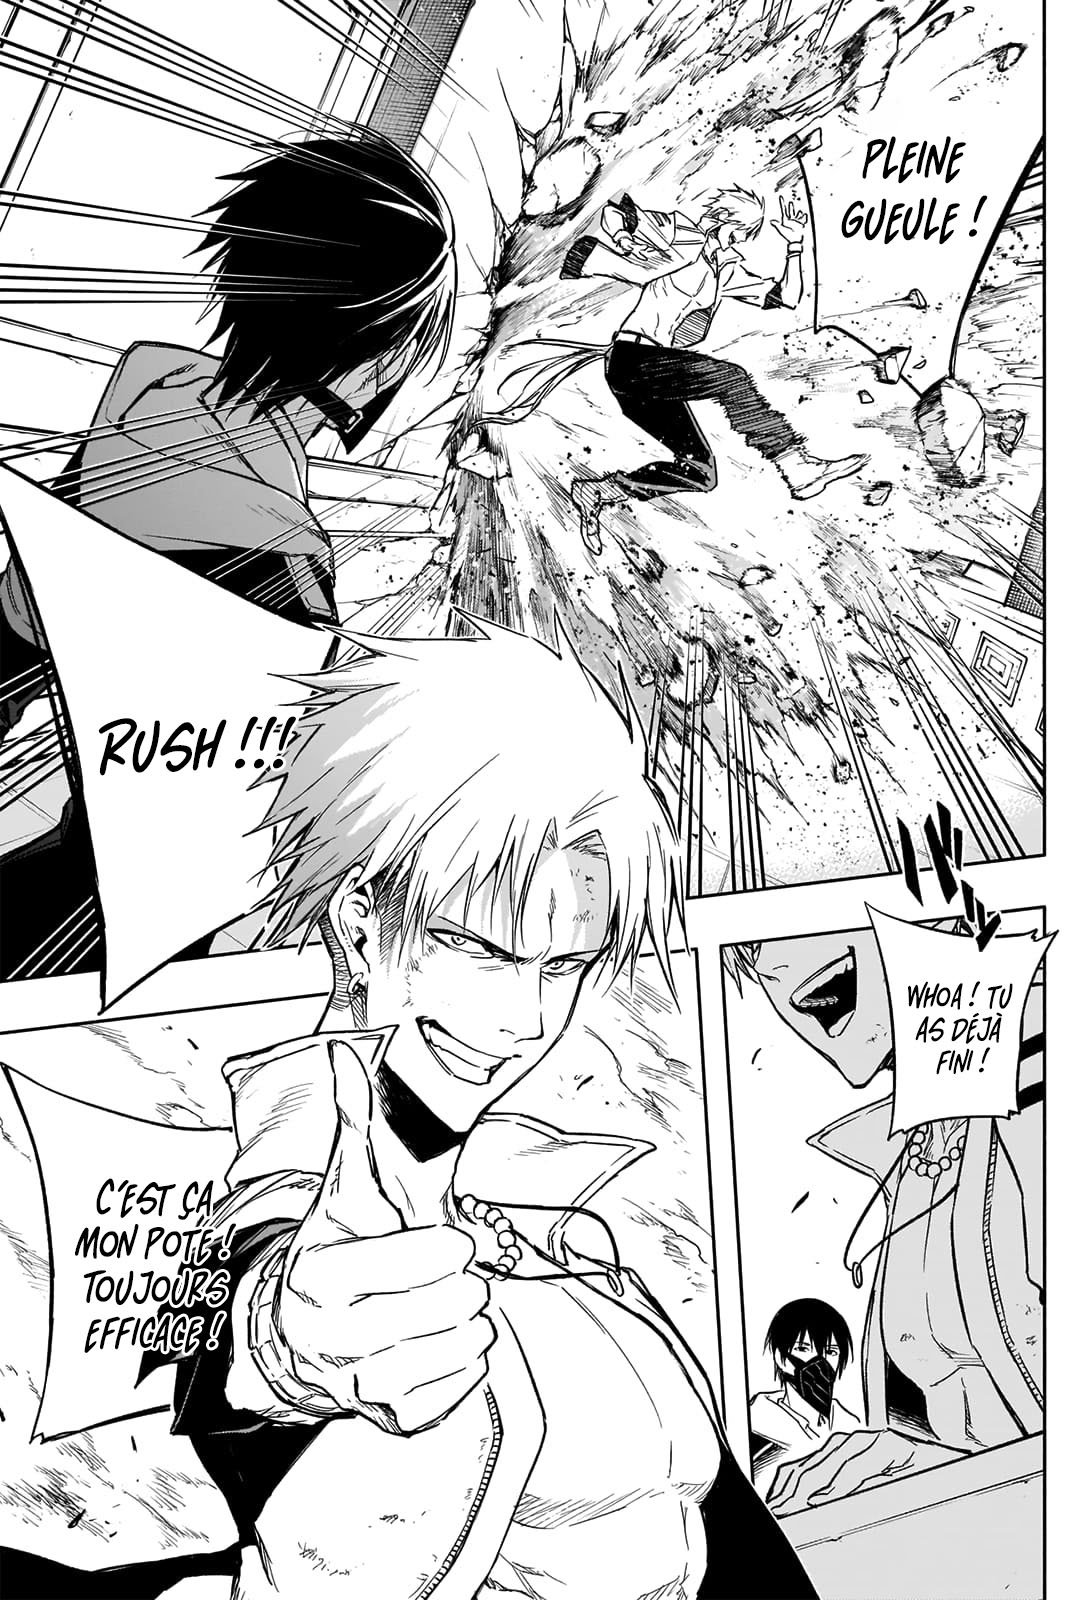 PLEINE
GUEULE !
RUSH !!!
WHOA ! TU
AS DÉJÀ
FINI !
C'EST ÇA
MON POTE !
TOUJOURS
EFFICACE !